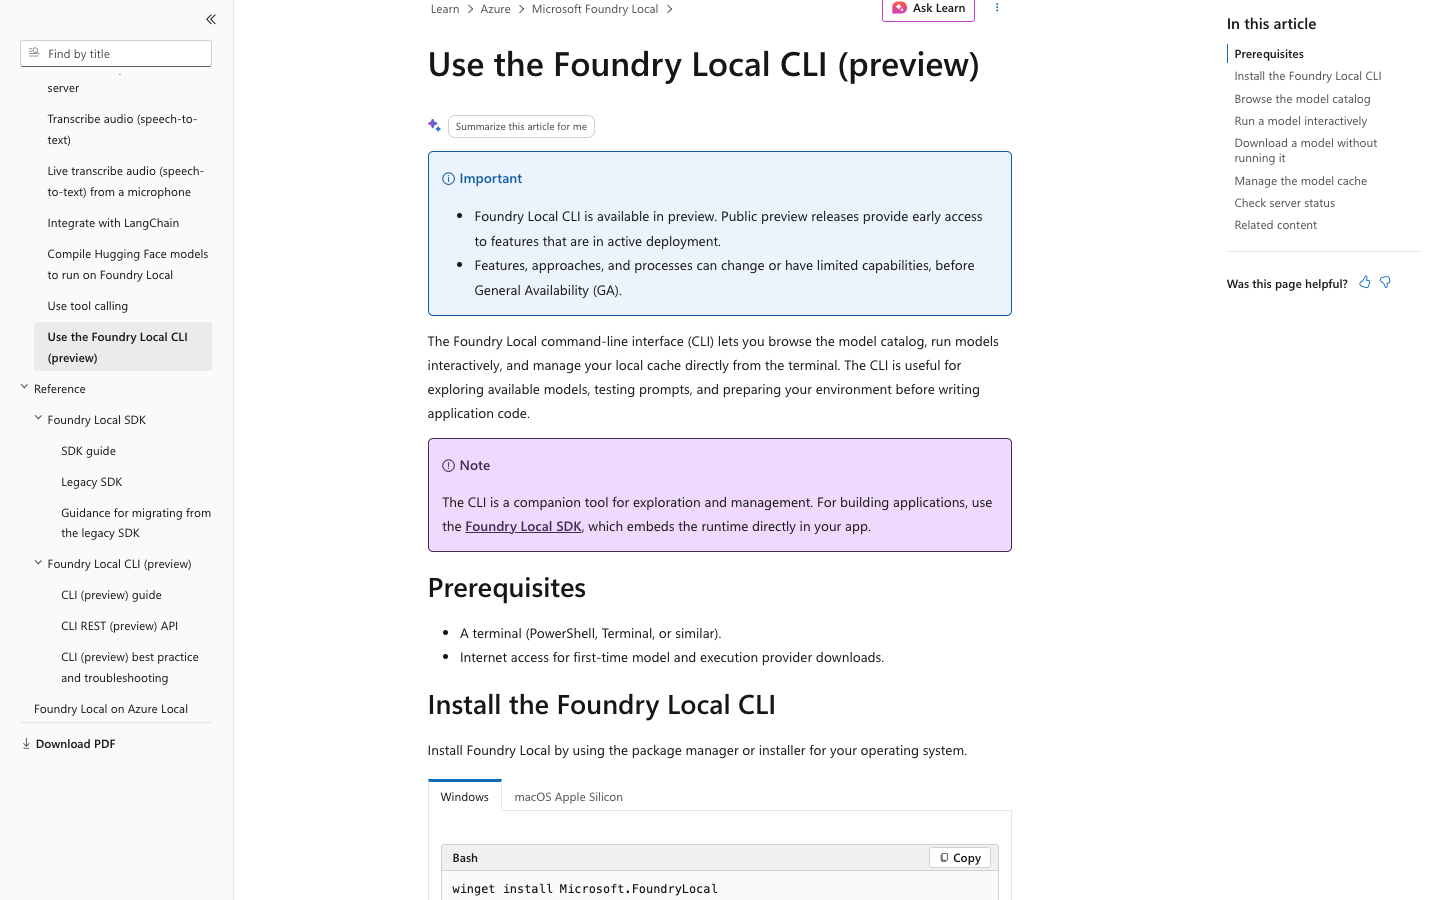 Find by title
server
Transcribe audio (speech-to-
text)
Live transcribe audio (speech-
to-text) from a microphone
Integrate with LangChain
Compile Hugging Face models
to run on Foundry Local
Use tool calling
Use the Foundry Local CLI
(preview)
Reference
Foundry Local SDK
SDK guide
Legacy SDK
Guidance for migrating from
the legacy SDK
Foundry Local CLI (preview)
CLI (preview) guide
CLI REST (preview) API
CLI (preview) best practice
and troubleshooting
Foundry Local on Azure Local
Download PDF
Learn
Azure
Microsoft Foundry Local
Ask Learn
Use the Foundry Local CLI (preview)
Summarize this article for me
Important
• Foundry Local CLI is available in preview. Public preview releases provide early access
to features that are in active deployment.
• Features, approaches, and processes can change or have limited capabilities, before
General Availability (GA).
The Foundry Local command-line interface (CLI) lets you browse the model catalog, run models
interactively, and manage your local cache directly from the terminal. The CLI is useful for
exploring available models, testing prompts, and preparing your environment before writing
application code.
Note
The CLI is a companion tool for exploration and management. For building applications, use
the Foundry Local SDK, which embeds the runtime directly in your app.
Prerequisites
• A terminal (PowerShell, Terminal, or similar).
• Internet access for first-time model and execution provider downloads.
Install the Foundry Local CLI
Install Foundry Local by using the package manager or installer for your operating system.
Windows
macOS Apple Silicon
Bash
Copy
winget install Microsoft.FoundryLocal
In this article
Prerequisites
Install the Foundry Local CLI
Browse the model catalog
Run a model interactively
Download a model without
running it
Manage the model cache
Check server status
Related content
Was this page helpful?